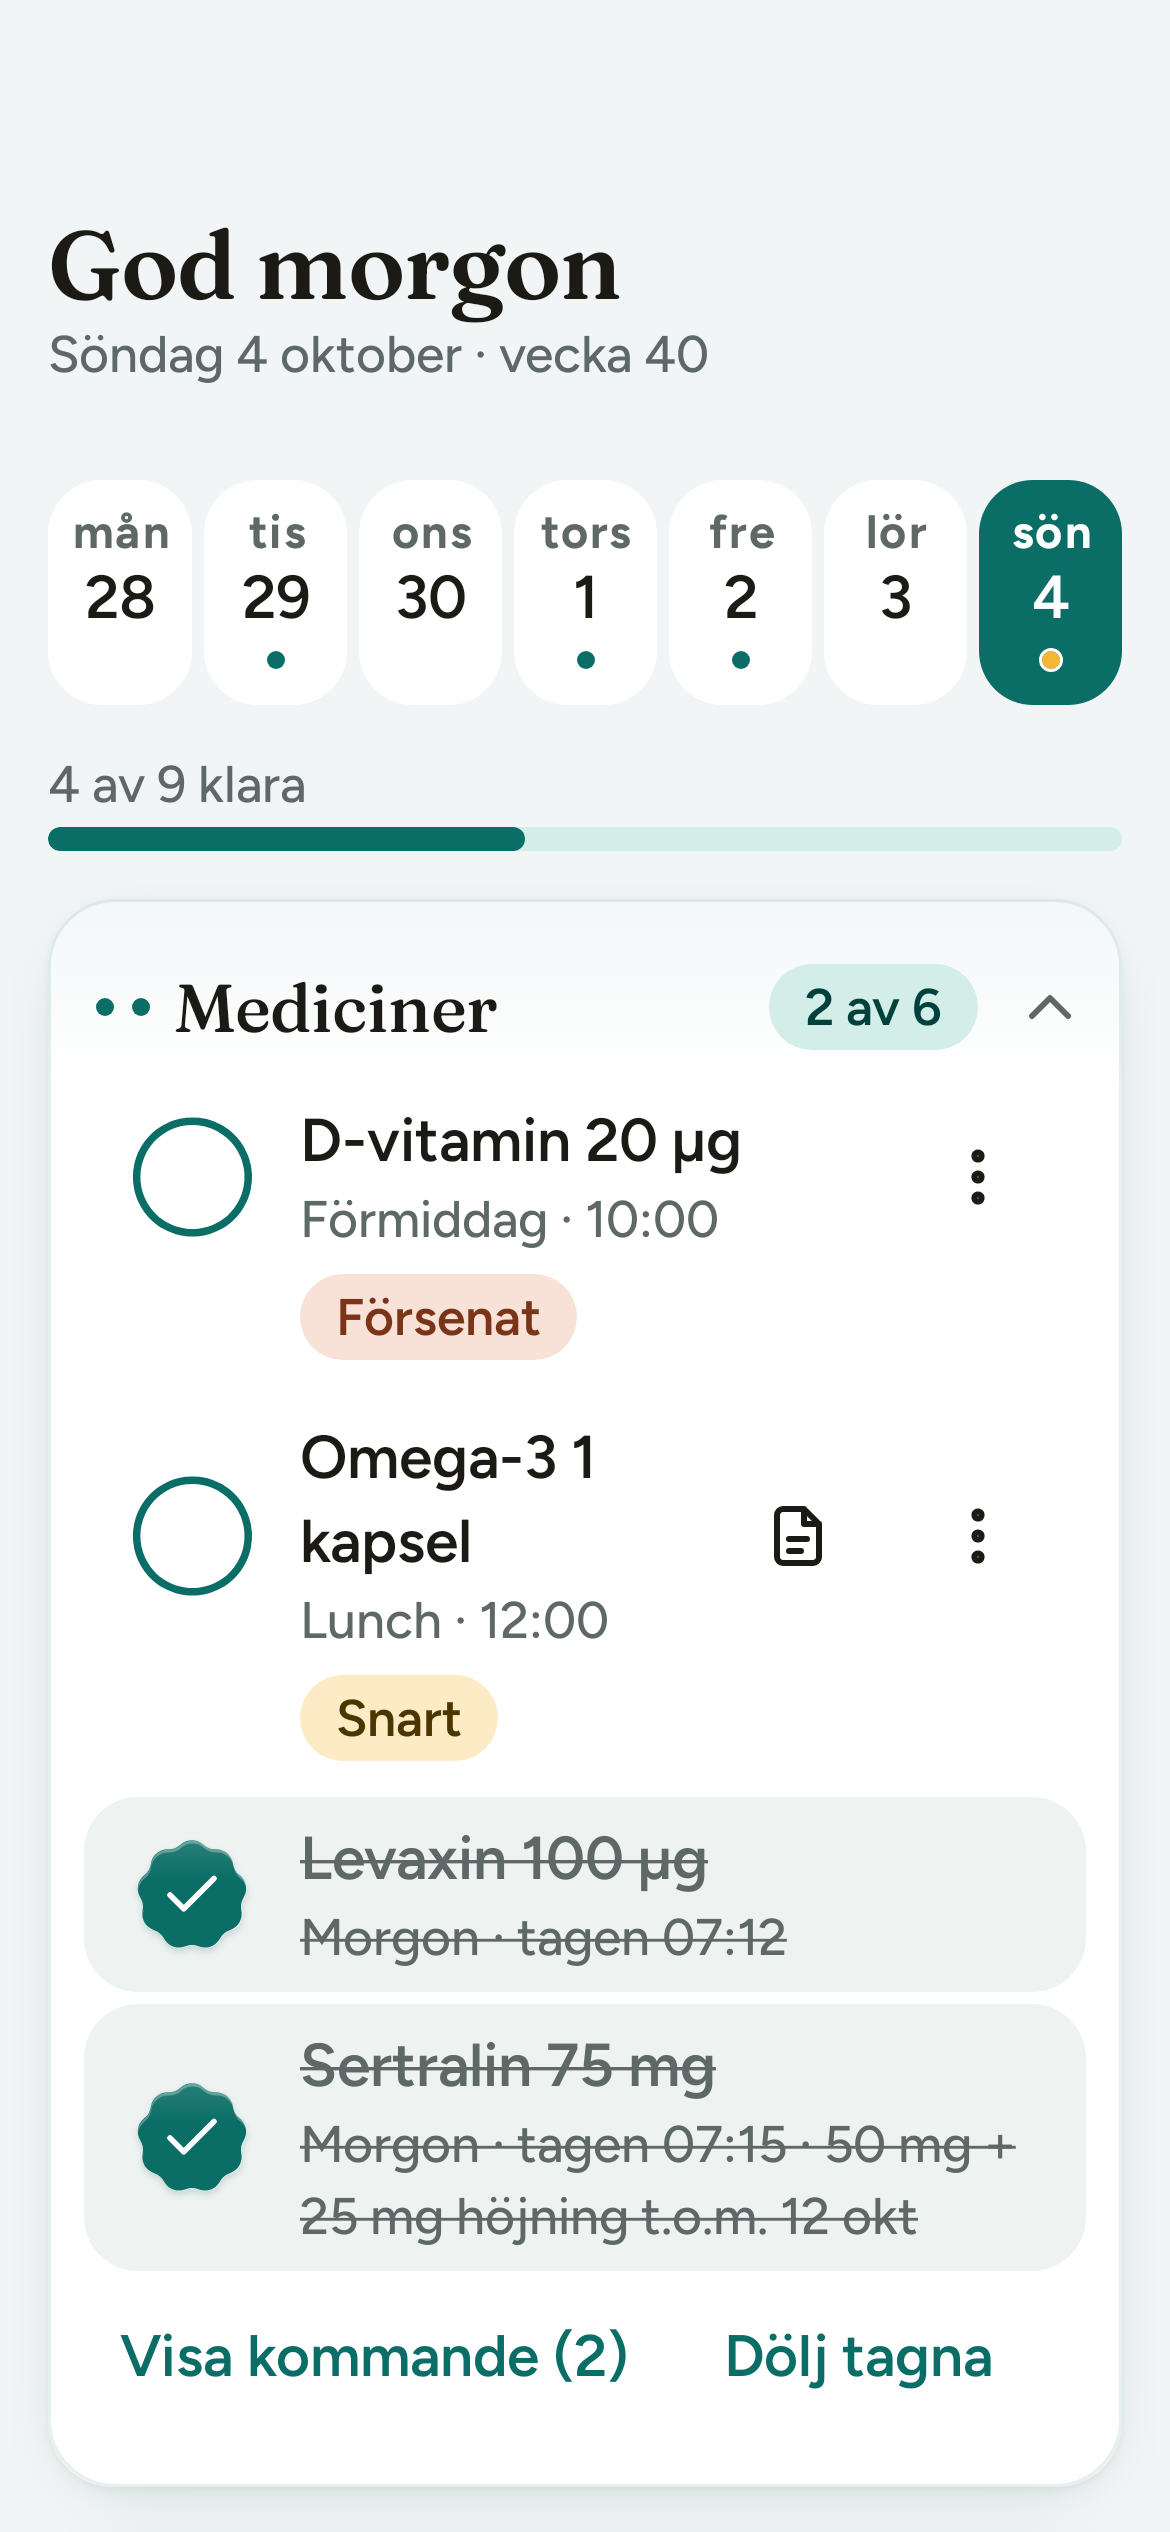 God morgon
Söndag 4 oktober · vecka 40
mån tis ons tors fre lör sön
28 29 30 1 2 3 4
4 av 9 klara
Mediciner 2 av 6
D-vitamin 20 µg
Förmiddag · 10:00
Försenat
Omega-3 1
kapsel
Lunch · 12:00
Snart
Levaxin 100 µg
Morgon · tagen 07:12
Sertralin 75 mg
Morgon · tagen 07:15 · 50 mg +
25 mg höjning t.o.m. 12 okt
Visa kommande (2) Dölj tagna